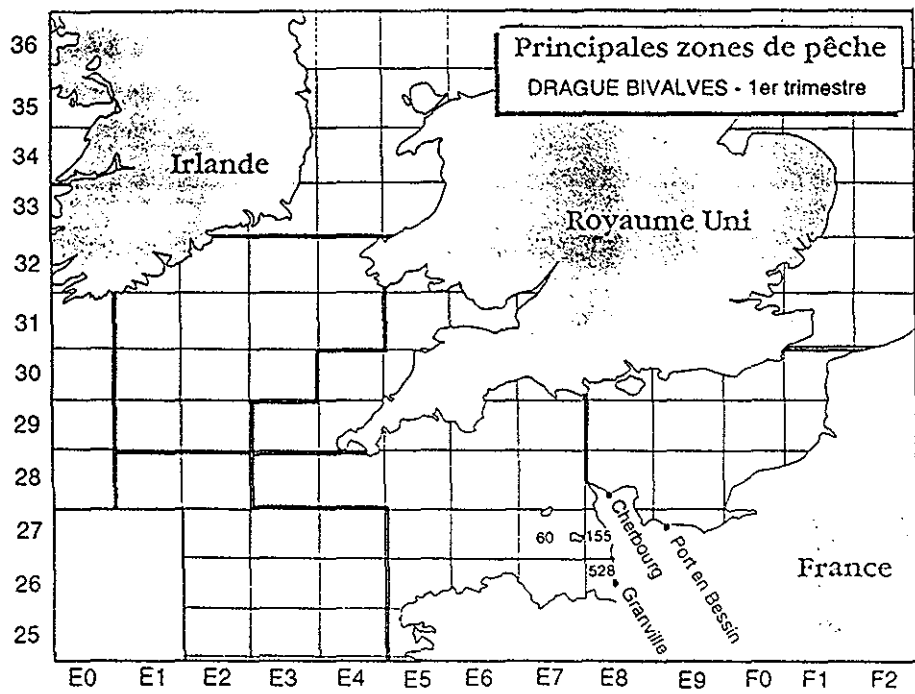 Principales zones de pêche
DRAGUE BIVALVES - 1er trimestre
36
35
34
33
32
31
30
29
28
27
26
25
Irlande
Royaume Uni
France
60
155
528
Cherbourg
Port en Bessin
Granville
E0 E1 E2 E3 E4 E5 E6 E7 E8 E9 F0 F1 F2